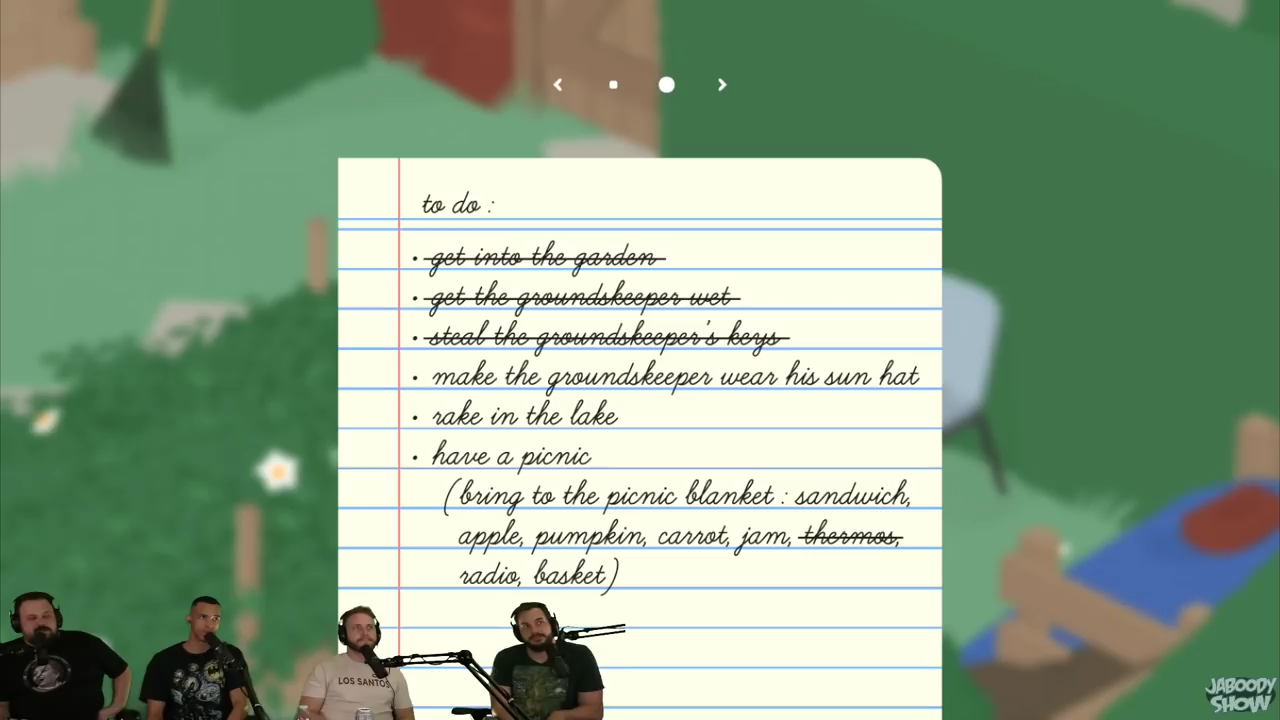 to do :
• get into the garden
• get the groundskeeper wet
• steal the groundskeeper's keys
• make the groundskeeper wear his sun hat
• rake in the lake
• have a picnic
(bring to the picnic blanket : sandwich,
apple, pumpkin, carrot, jam, thermos,
radio, basket)
LOS SANTOS
JABOODY
SHOW